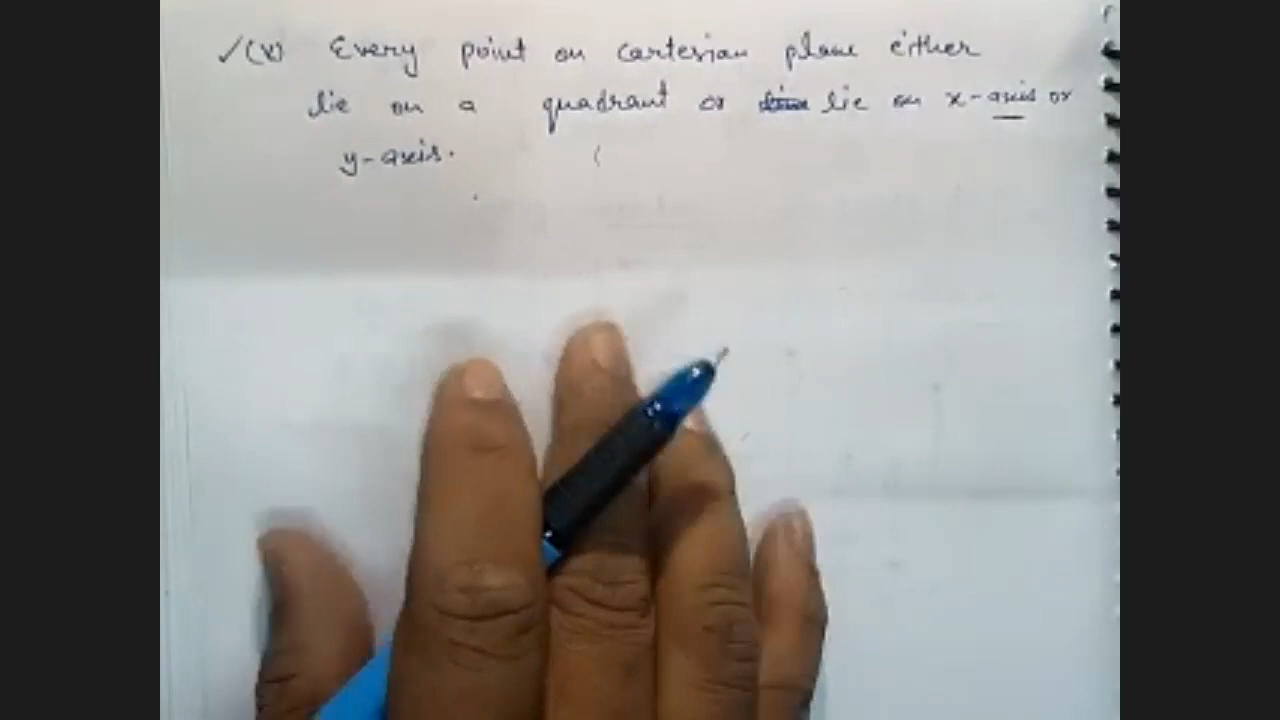 ✓(v) Every point on cartesian plane either
lie on a quadrant or lie on x-axis or
y-axis.